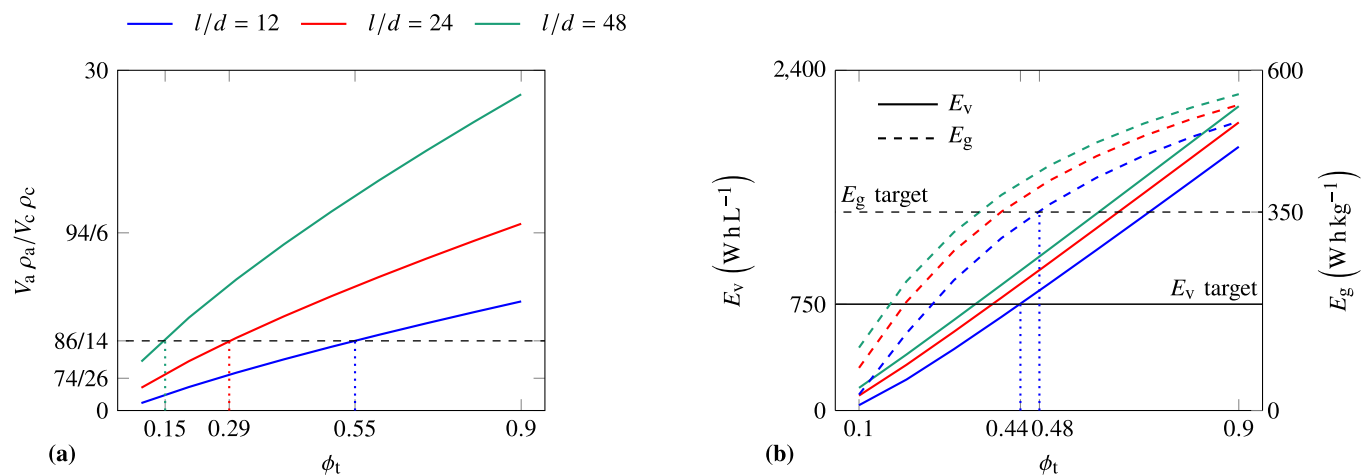 l/d = 12 l/d = 24 l/d = 48
30
94/6
86/14
74/26
0
V_a ρ_a/V_c ρ_c
0.15 0.29 0.55 0.9
(a)
ϕ_t
2,400 600
E_v
E_g
E_g target
350
E_v target
750
0 0
E_v (W h L⁻¹)
E_g (W h kg⁻¹)
0.1 0.44 0.48 0.9
(b)
ϕ_t